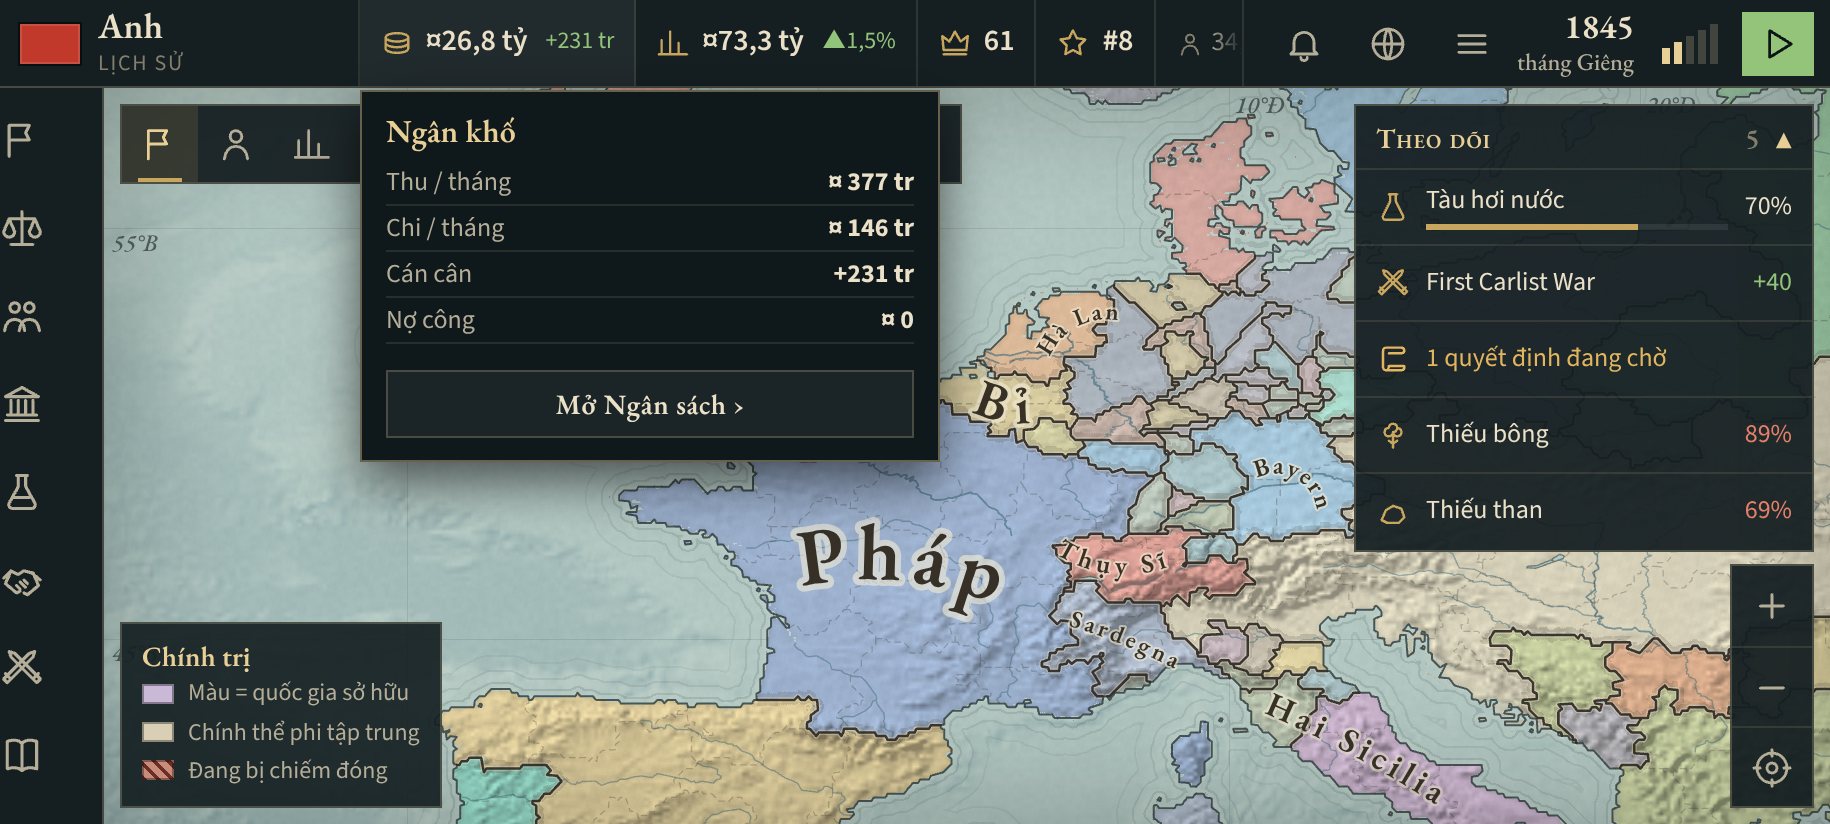 Anh
LỊCH SỬ
¤26,8 tỷ +231 tr
¤73,3 tỷ ▲1,5%
61
#8
34
1845
tháng Giêng
Ngân khố
Thu / tháng ¤ 377 tr
Chi / tháng ¤ 146 tr
Cán cân +231 tr
Nợ công ¤ 0
Mở Ngân sách ›
THEO DÕI 5 ▲
Tàu hơi nước 70%
First Carlist War +40
1 quyết định đang chờ
Thiếu bông 89%
Thiếu than 69%
10°Đ
55°B
Hà Lan
Bỉ
Bayern
Pháp
Thụy Sĩ
Sardegna
Hai Sicilia
Chính trị
Màu = quốc gia sở hữu
Chính thể phi tập trung
Đang bị chiếm đóng
+
−